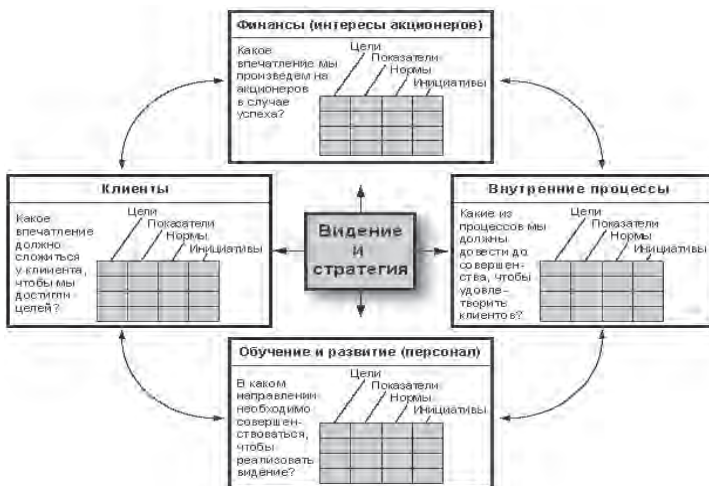 Финансы (интересы акционеров)
Какое
впечатление мы
произведем на
акционеров
в случае
успеха?
Цели
Показатели
Нормы
Инициативы
Клиенты
Какое
впечатление
должно
сложиться
у клиента,
чтобы мы
достигли
целей?
Цели
Показатели
Нормы
Инициативы
Видение
и
стратегия
Внутренние процессы
Какие из
процессов мы
должны
довести до
совершен-
ства, чтобы
удовле-
творить
клиентов?
Цели
Показатели
Нормы
Инициативы
Обучение и развитие (персонал)
В каком
направлении
необходимо
совершен-
ствоваться,
чтобы
реализовать
видение?
Цели
Показатели
Нормы
Инициативы